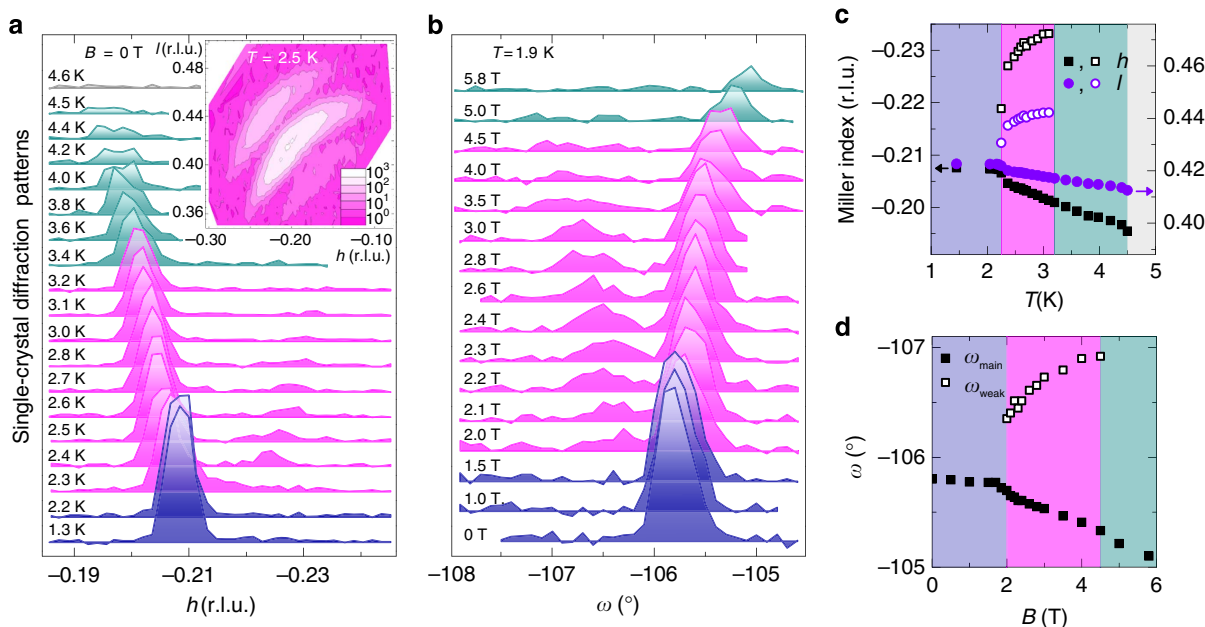 a
B = 0 T
l (r.l.u.)
T = 2.5 K
0.48
0.44
0.40
0.36
10³
10²
10¹
10⁰
−0.30
−0.20
−0.10
h (r.l.u.)
4.6 K
4.5 K
4.4 K
4.2 K
4.0 K
3.8 K
3.6 K
3.4 K
3.2 K
3.1 K
3.0 K
2.8 K
2.7 K
2.6 K
2.5 K
2.4 K
2.3 K
2.2 K
1.3 K
Single-crystal diffraction patterns
−0.19
−0.21
−0.23
h (r.l.u.)
b
T = 1.9 K
5.8 T
5.0 T
4.5 T
4.0 T
3.5 T
3.0 T
2.8 T
2.6 T
2.4 T
2.3 T
2.2 T
2.1 T
2.0 T
1.5 T
1.0 T
0 T
−108
−107
−106
−105
ω (°)
c
Miller index (r.l.u.)
−0.23
−0.22
−0.21
−0.20
, h
, l
0.46
0.44
0.42
0.40
1
2
3
4
5
T(K)
d
−107
−106
−105
ω (°)
ω main
ω weak
0
2
4
6
B (T)